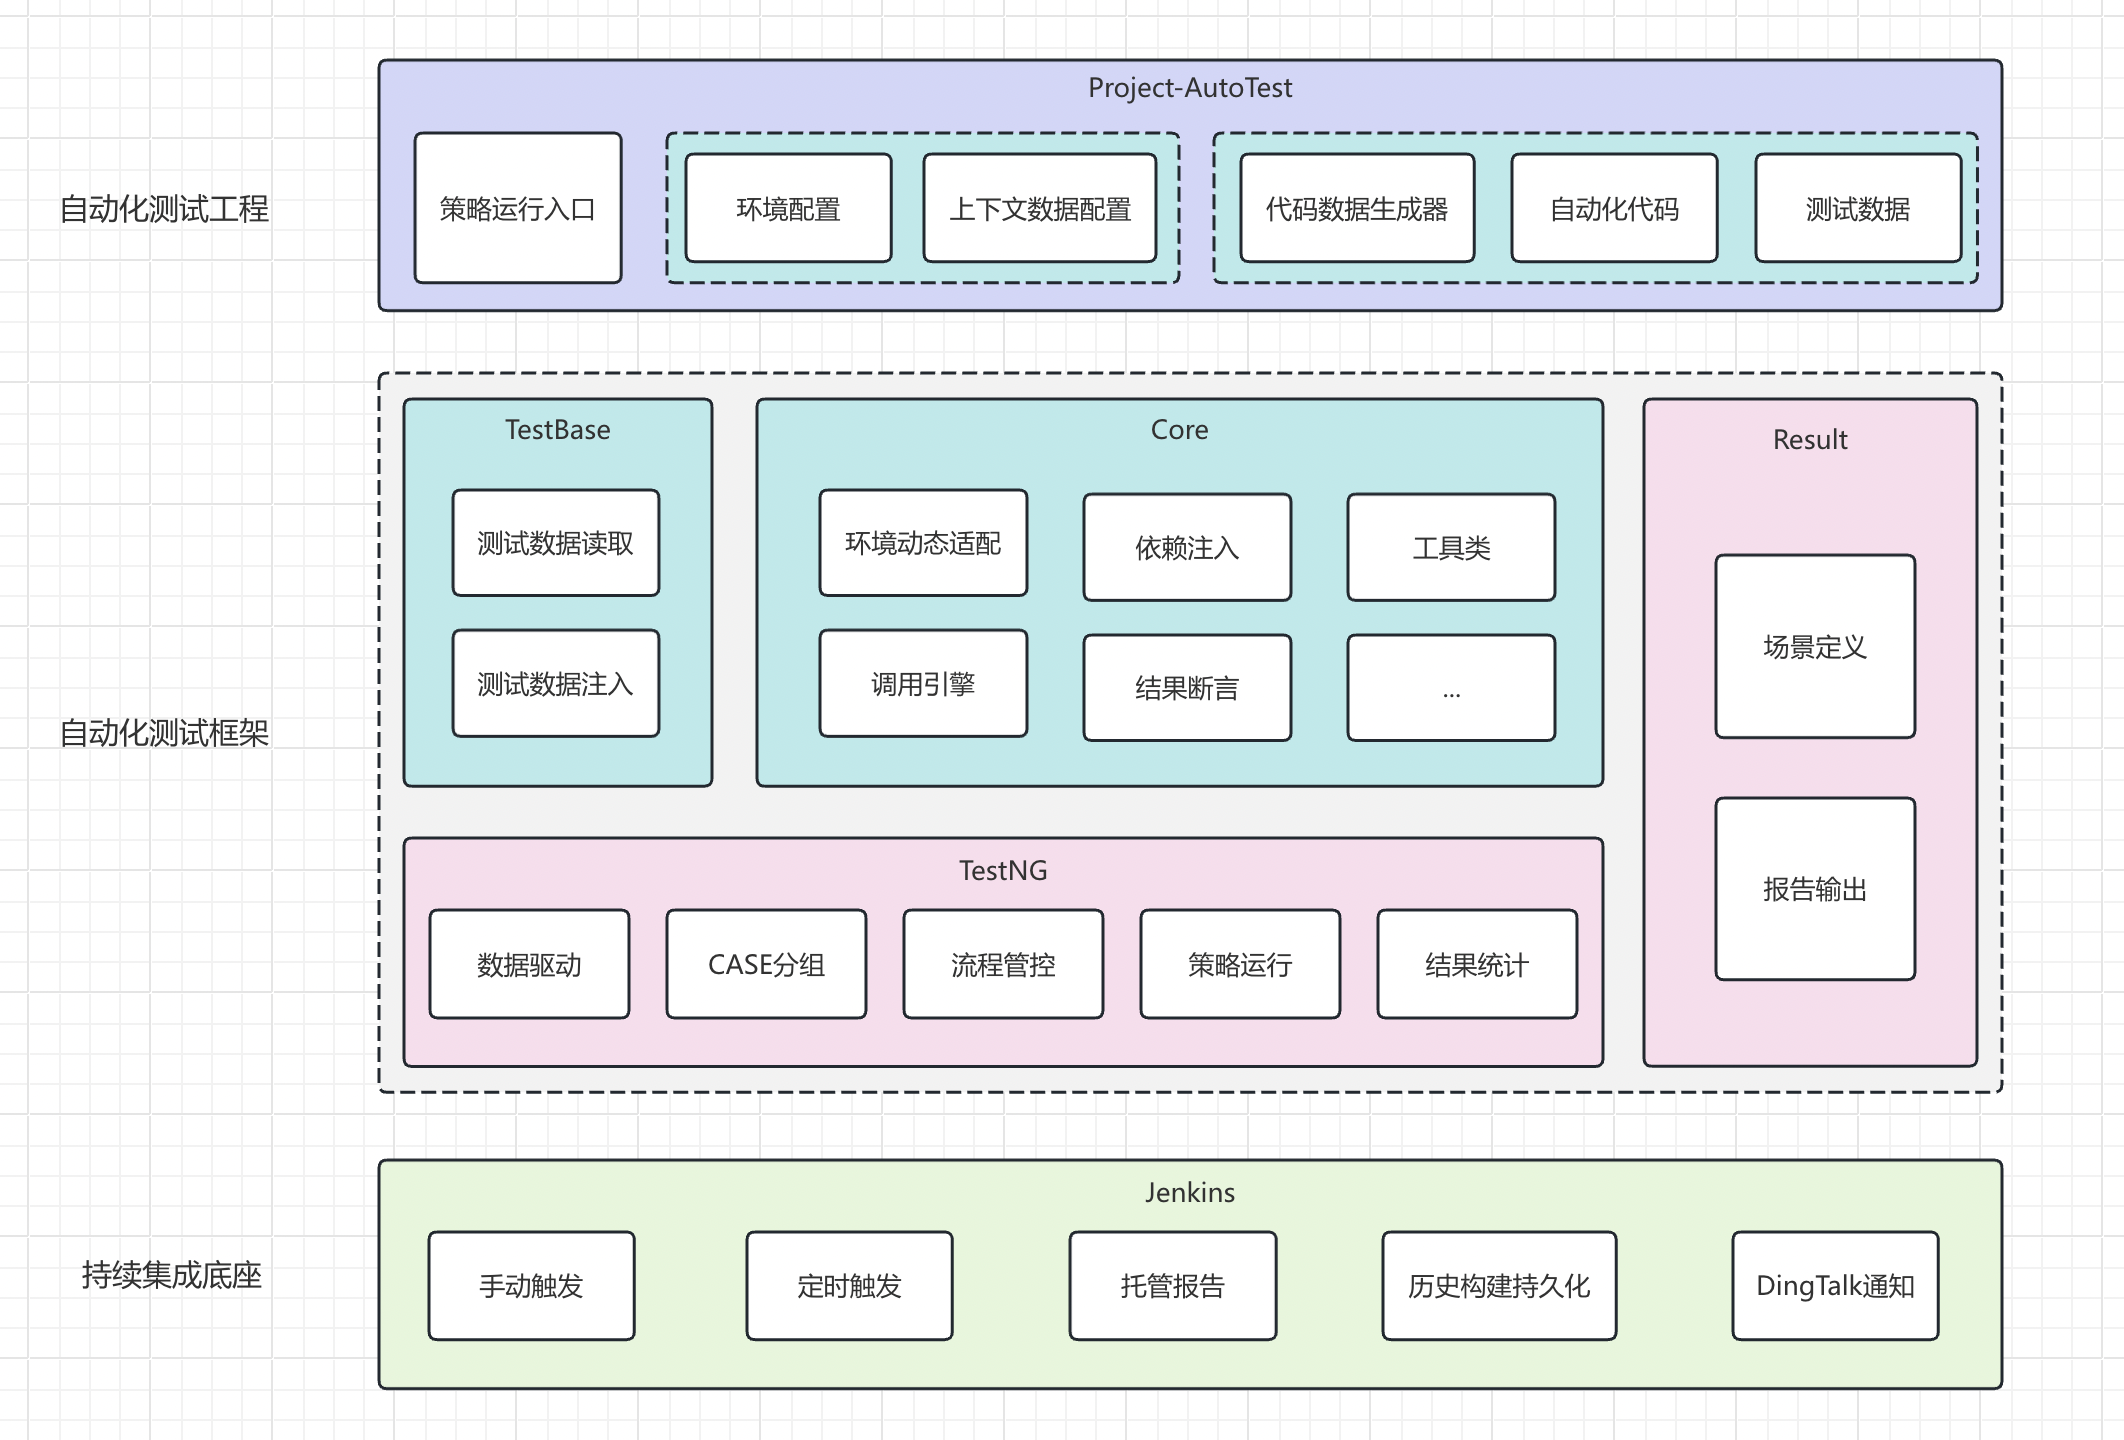 Project-AutoTest
自动化测试工程
策略运行入口
环境配置
上下文数据配置
代码数据生成器
自动化代码
测试数据
自动化测试框架
TestBase
测试数据读取
测试数据注入
Core
环境动态适配
依赖注入
工具类
调用引擎
结果断言
...
Result
场景定义
报告输出
TestNG
数据驱动
CASE分组
流程管控
策略运行
结果统计
持续集成底座
Jenkins
手动触发
定时触发
托管报告
历史构建持久化
DingTalk通知